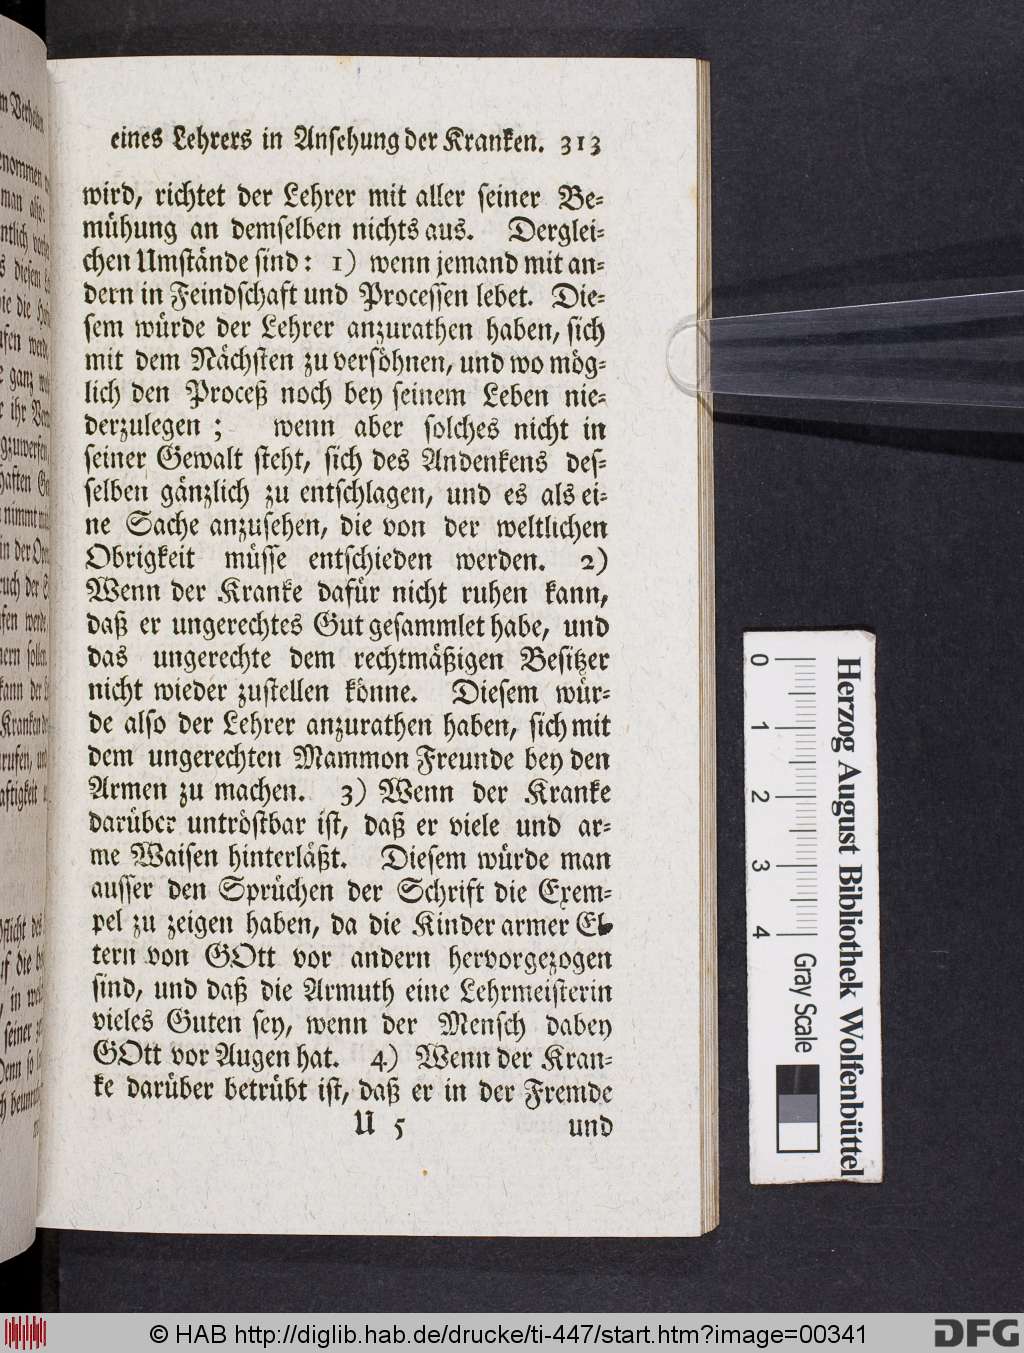 eines Lehrers in Ansehung der Kranken. 313
wird, richtet der Lehrer mit aller seiner Be-
mühung an demselben nichts aus. Derglei-
chen Umstände sind: 1) wenn jemand mit an-
dern in Feindschaft und Processen lebet. Die-
sem würde der Lehrer anzurathen haben, sich
mit dem Nächsten zu versöhnen, und wo mög-
lich den Proceß noch bey seinem Leben nie-
derzulegen; wenn aber solches nicht in
seiner Gewalt steht, sich des Andenkens des-
selben gänzlich zu entschlagen, und es als ei-
ne Sache anzusehen, die von der weltlichen
Obrigkeit müsse entschieden werden. 2)
Wenn der Kranke dafür nicht ruhen kann,
daß er ungerechtes Gut gesammlet habe, und
das ungerechte dem rechtmäßigen Besitzer
nicht wieder zustellen könne. Diesem wür-
de also der Lehrer anzurathen haben, sich mit
dem ungerechten Mammon Freunde bey den
Armen zu machen. 3) Wenn der Kranke
darüber untröstbar ist, daß er viele und ar-
me Waisen hinterläßt. Diesem würde man
ausser den Sprüchen der Schrift die Exem-
pel zu zeigen haben, da die Kinder armer El-
tern von GOtt vor andern hervorgezogen
sind, und daß die Armuth eine Lehrmeisterin
vieles Guten sey, wenn der Mensch dabey
GOtt vor Augen hat. 4) Wenn der Kran-
ke darüber betrübt ist, daß er in der Fremde
U 5 und
0 1 2 3 4
Gray Scale
Herzog August Bibliothek Wolfenbüttel
© HAB http://diglib.hab.de/drucke/ti-447/start.htm?image=00341
DFG